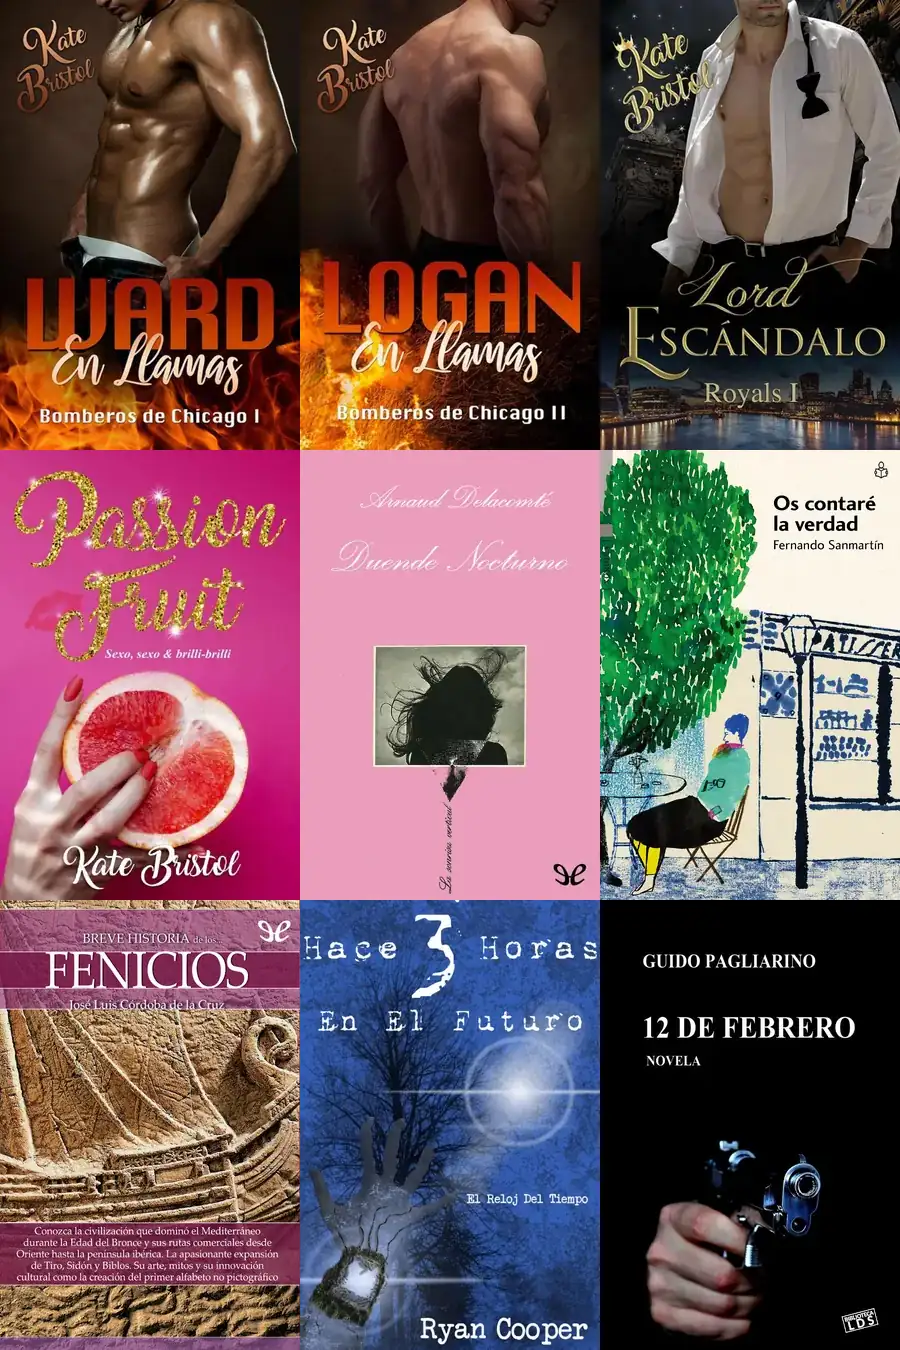 Kate
Bristol
WARD
En Llamas
Bomberos de Chicago I
Kate
Bristol
LOGAN
En Llamas
Bomberos de Chicago II
Kate
Bristol
Lord
ESCÁNDALO
Royals I
Passion
Fruit
Sexo, sexo & brilli-brilli
Kate Bristol
Arnaud Delacomté
Duende Nocturno
La sonrisa vertical
Os contaré
la verdad
Fernando Sanmartín
PATISSER
BREVE HISTORIA de los...
FENICIOS
José Luis Córdoba de la Cruz
Conozca la civilización que dominó el Mediterráneo
durante la Edad del Bronce y sus rutas comerciales desde
Oriente hasta la península ibérica. La apasionante expansión
de Tiro, Sidón y Biblos. Su arte, mitos y su innovación
cultural como la creación del primer alfabeto no pictográfico
Hace 3 Horas
En El Futuro
El Reloj Del Tiempo
Ryan Cooper
GUIDO PAGLIARINO
12 DE FEBRERO
NOVELA
BIBLIOTECA
LDS